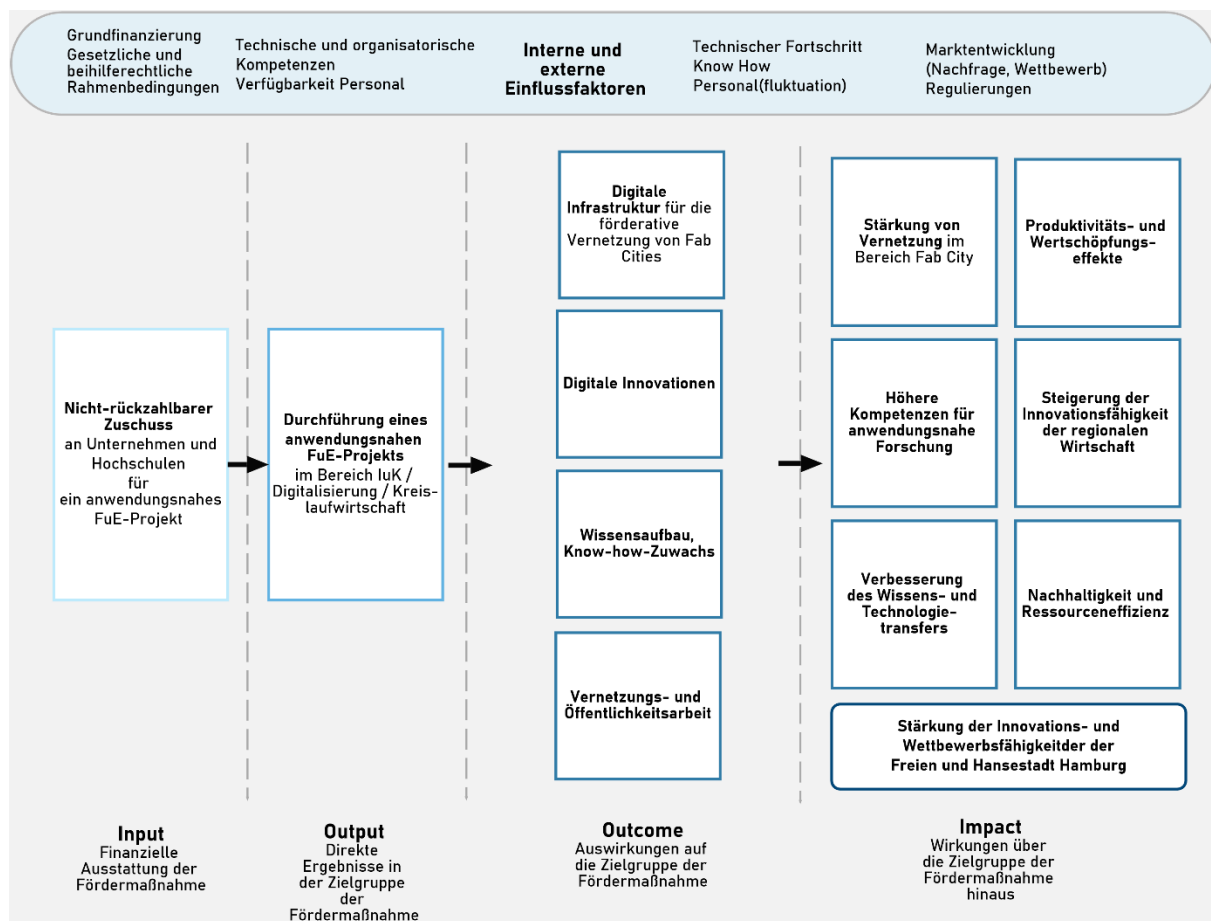 Grundfinanzierung
Gesetzliche und
beihilferechtliche
Rahmenbedingungen
Technische und organisatorische
Kompetenzen
Verfügbarkeit Personal
Interne und
externe
Einflussfaktoren
Technischer Fortschritt
Know How
Personal(fluktuation)
Marktentwicklung
(Nachfrage, Wettbewerb)
Regulierungen
Nicht-rückzahlbarer
Zuschuss
an Unternehmen und
Hochschulen
für
ein anwendungsnahes
FuE-Projekt
Durchführung eines
anwendungsnahen
FuE-Projekts
im Bereich IuK /
Digitalisierung / Kreis-
laufwirtschaft
Digitale
Infrastruktur für die
förderative
Vernetzung von Fab
Cities
Digitale Innovationen
Wissensaufbau,
Know-how-Zuwachs
Vernetzungs- und
Öffentlichkeitsarbeit
Stärkung von
Vernetzung im
Bereich Fab City
Produktivitäts- und
Wertschöpfungs-
effekte
Höhere
Kompetenzen für
anwendungsnahe
Forschung
Steigerung der
Innovationsfähigkeit
der regionalen
Wirtschaft
Verbesserung
des Wissens- und
Technologie-
transfers
Nachhaltigkeit und
Ressourceneffizienz
Stärkung der Innovations- und
Wettbewerbsfähigkeitder der
Freien und Hansestadt Hamburg
Input
Finanzielle
Ausstattung der
Fördermaßnahme
Output
Direkte
Ergebnisse in
der Zielgruppe
der
Fördermaßnahme
Outcome
Auswirkungen auf
die Zielgruppe der
Fördermaßnahme
Impact
Wirkungen über
die Zielgruppe der
Fördermaßnahme
hinaus